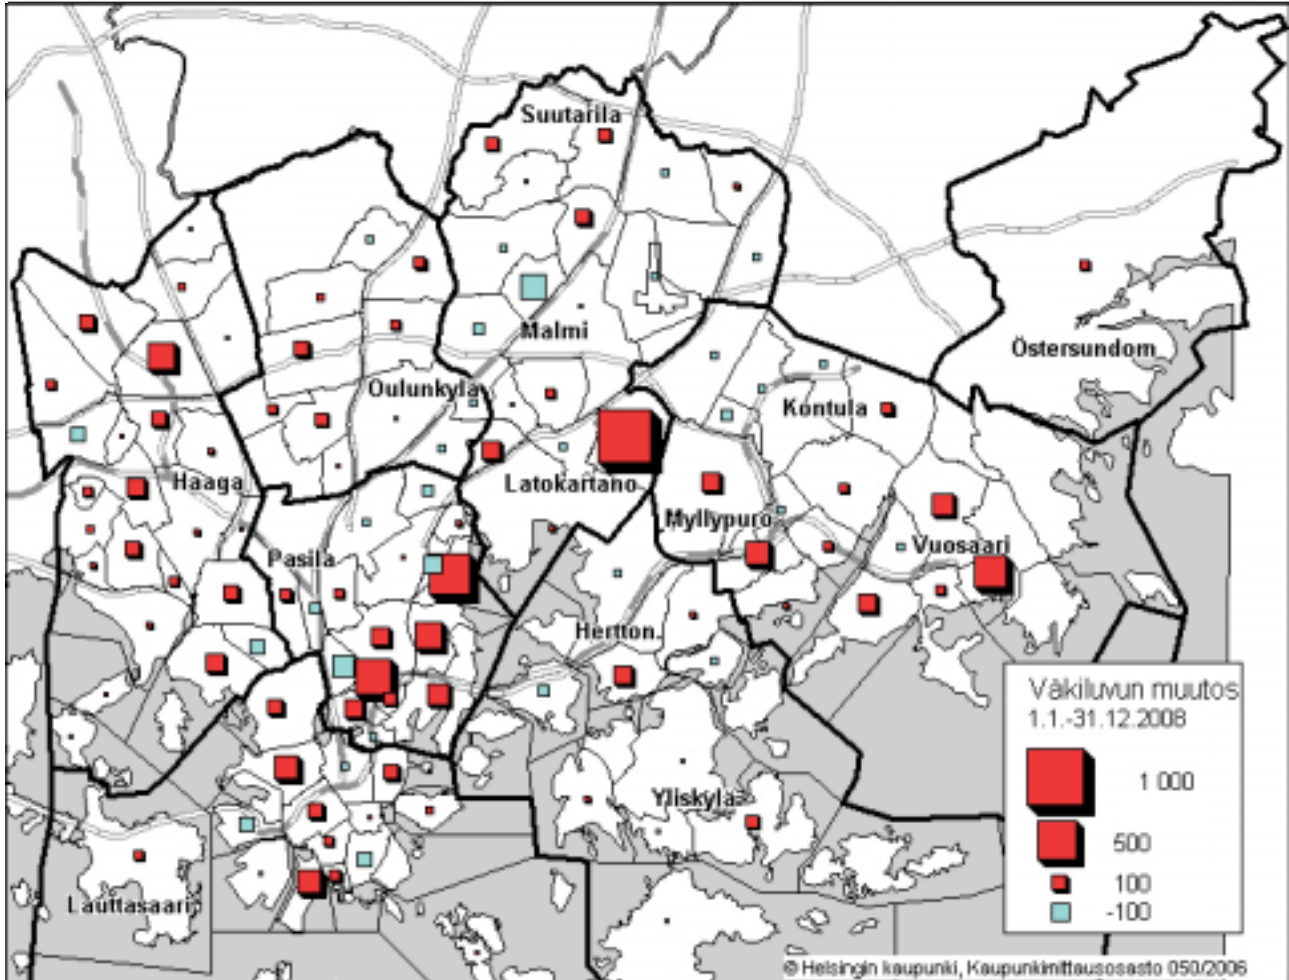 Suutarila
Malmi
Östersundom
Oulunkylä
Kontula
Haaga
Latokartano
Myllypuro
Vuosaari
Pasila
Hertton.
Yliskylä
Lauttasaari
Väkiluvun muutos
1.1.-31.12.2008
1 000
500
100
-100
© Helsingin kaupunki, Kaupunkimittausosasto 050/2006